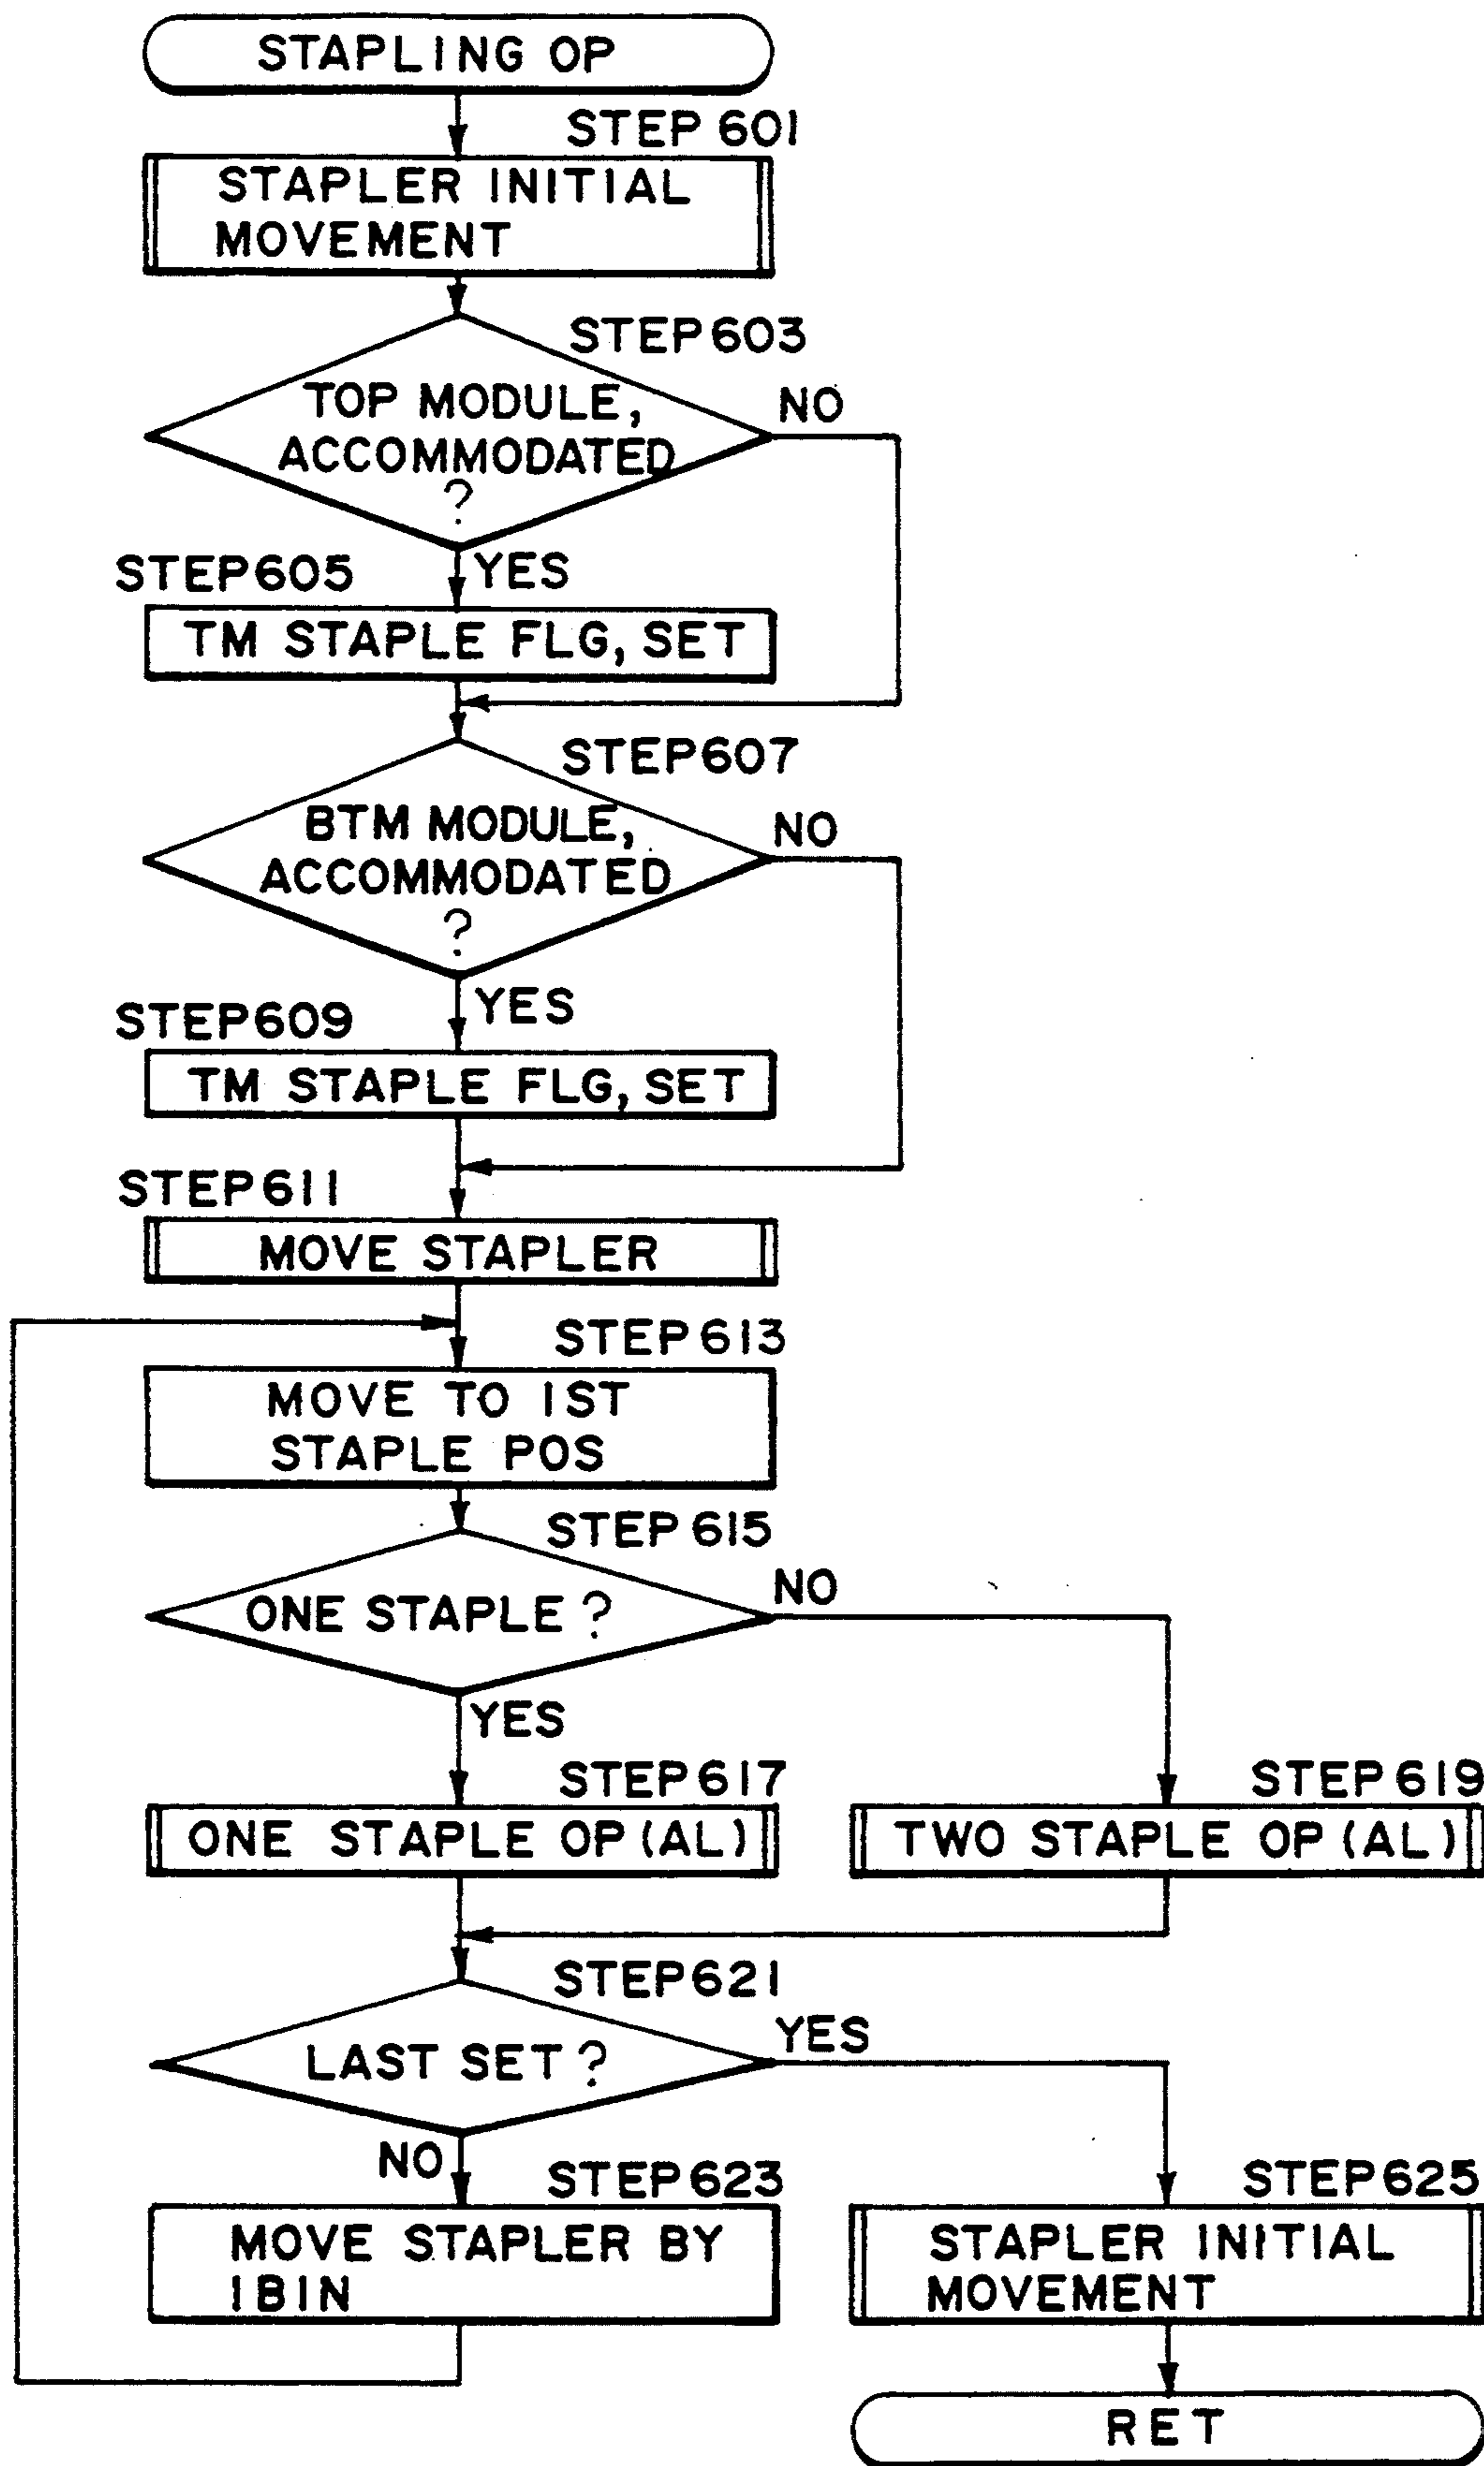 STAPLING OP
STEP 601
STAPLER INITIAL
MOVEMENT
STEP603
TOP MODULE,
ACCOMMODATED
?
NO
YES
STEP605
TM STAPLE FLG, SET
STEP607
BTM MODULE,
ACCOMMODATED
?
NO
YES
STEP609
TM STAPLE FLG, SET
STEP611
MOVE STAPLER
STEP613
MOVE TO 1ST
STAPLE POS
STEP615
ONE STAPLE ?
NO
YES
STEP617
ONE STAPLE OP (AL)
STEP619
TWO STAPLE OP (AL)
STEP621
LAST SET ?
YES
NO
STEP623
MOVE STAPLER BY
1BIN
STEP625
STAPLER INITIAL
MOVEMENT
RET